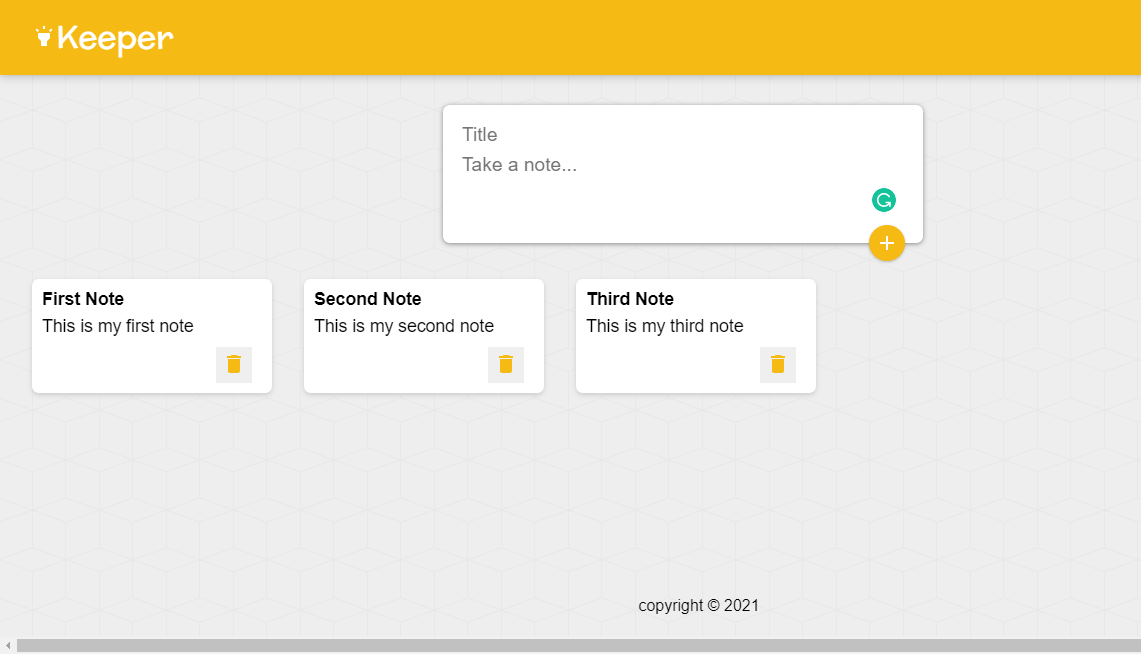 Keeper
Title
Take a note...
First Note
This is my first note
Second Note
This is my second note
Third Note
This is my third note
copyright © 2021